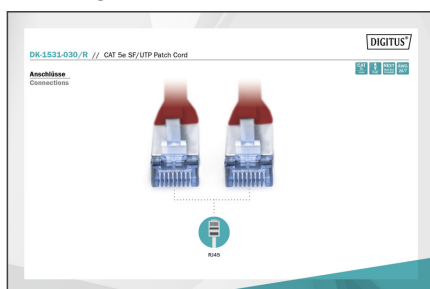 DIGITUS®
DK-1531-030/R // CAT 5e SF/UTP Patch Cord
Anschlüsse
Connections
RJ45